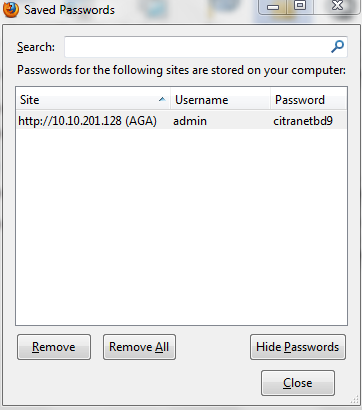 Saved Passwords
Search:
Passwords for the following sites are stored on your computer:
Site Username Password
http://10.10.201.128 (AGA) admin citranetbd9
Remove Remove All Hide Passwords
Close